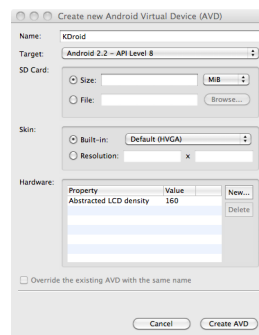 Create new Android Virtual Device (AVD)
Name: KDroid
Target: Android 2.2 – API Level 8
SD Card:
Size: MiB
File: Browse...
Skin:
Built-in: Default (HVGA)
Resolution: x
Hardware:
Property Value New...
Abstracted LCD density 160
Delete
Override the existing AVD with the same name
Cancel Create AVD